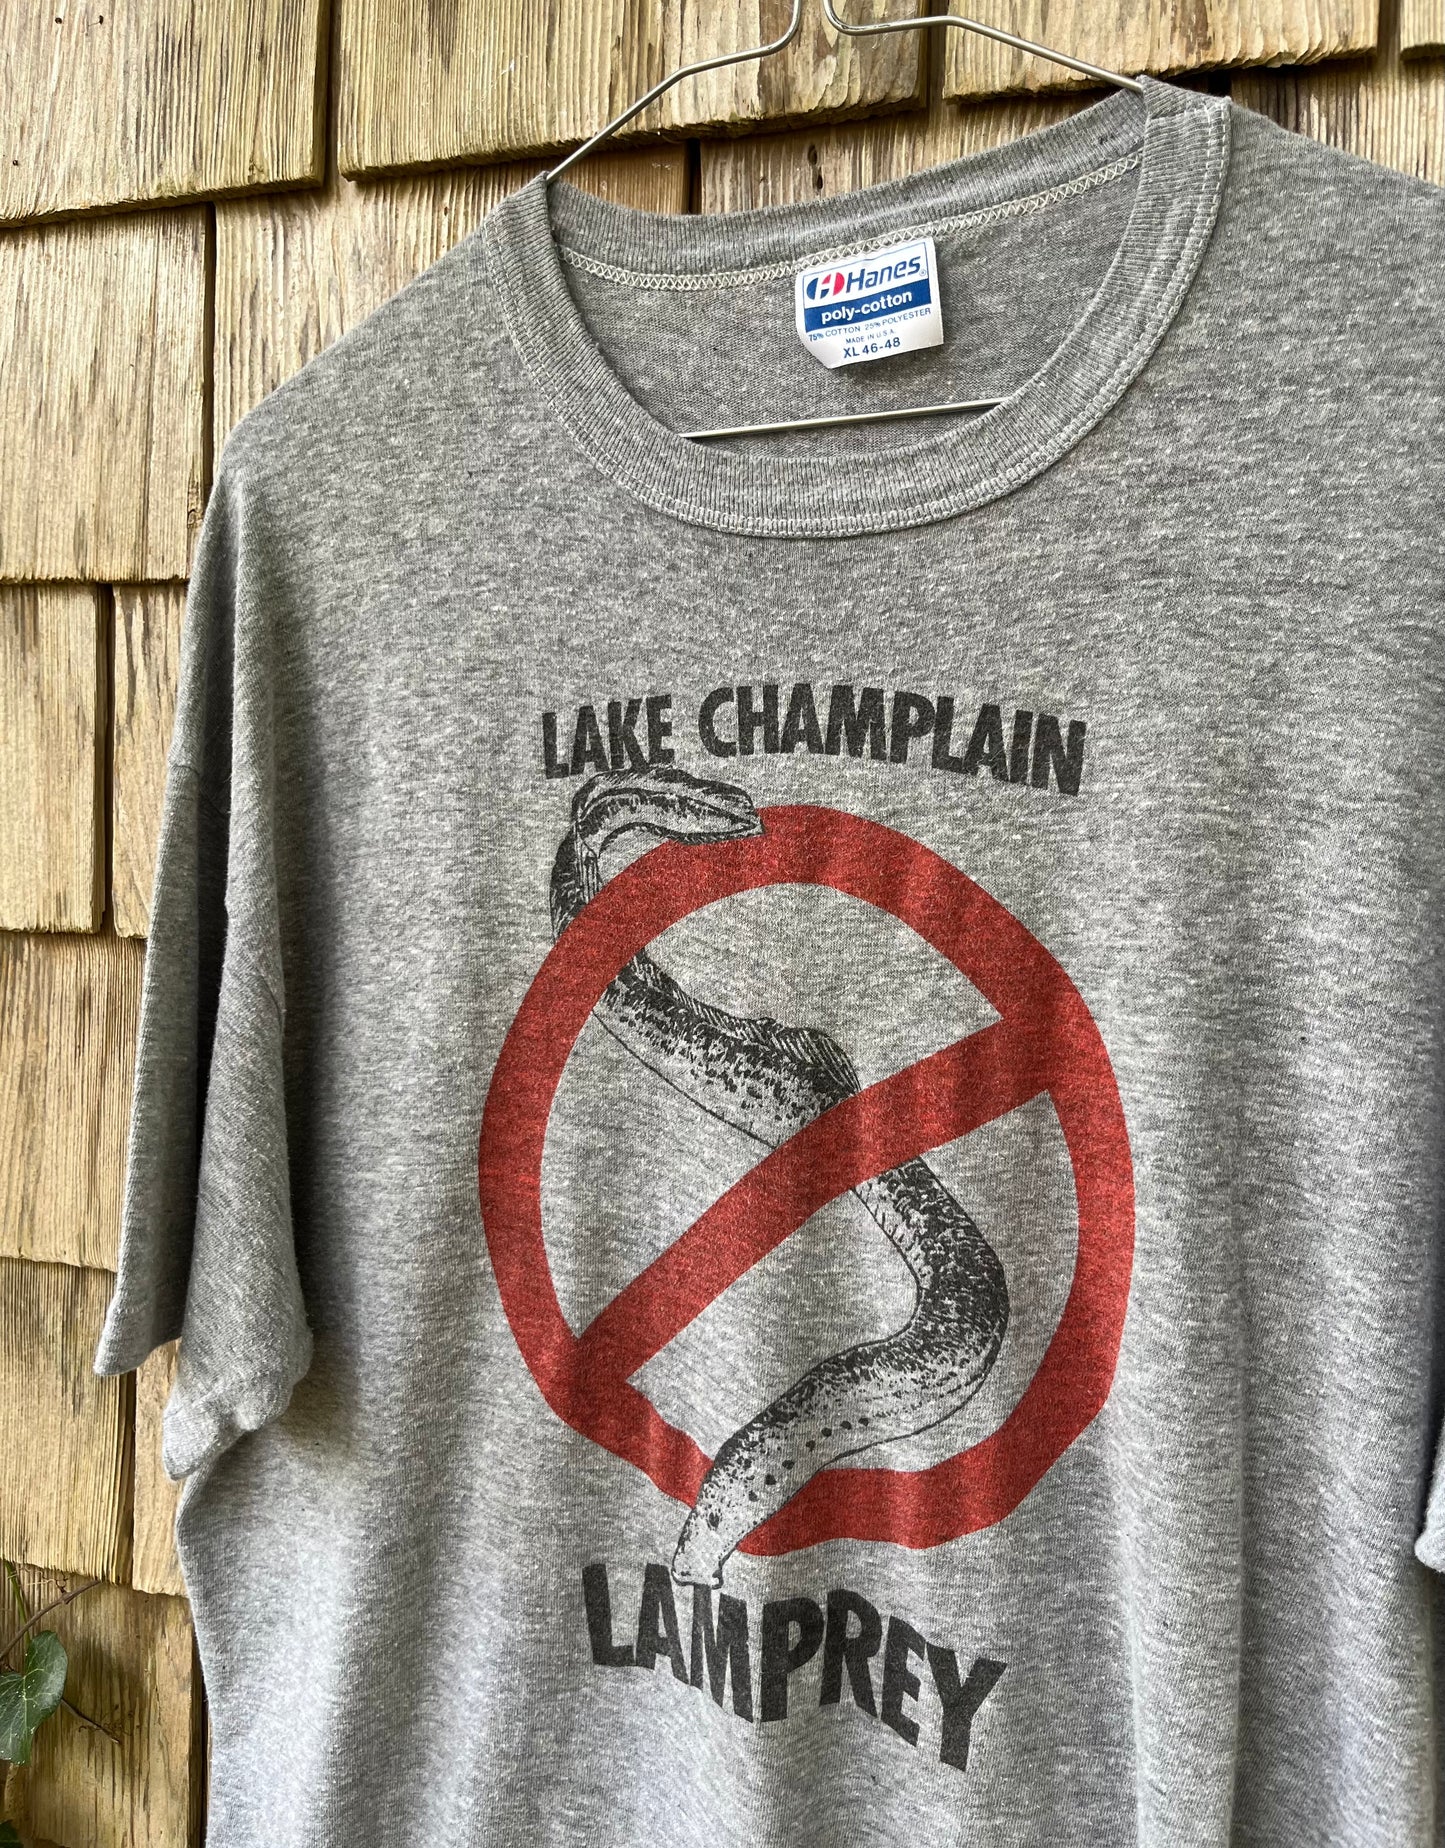 Hanes®
poly-cotton
75% COTTON 25% POLYESTER
MADE IN U.S.A.
XL 46-48
LAKE CHAMPLAIN
LAMPREY